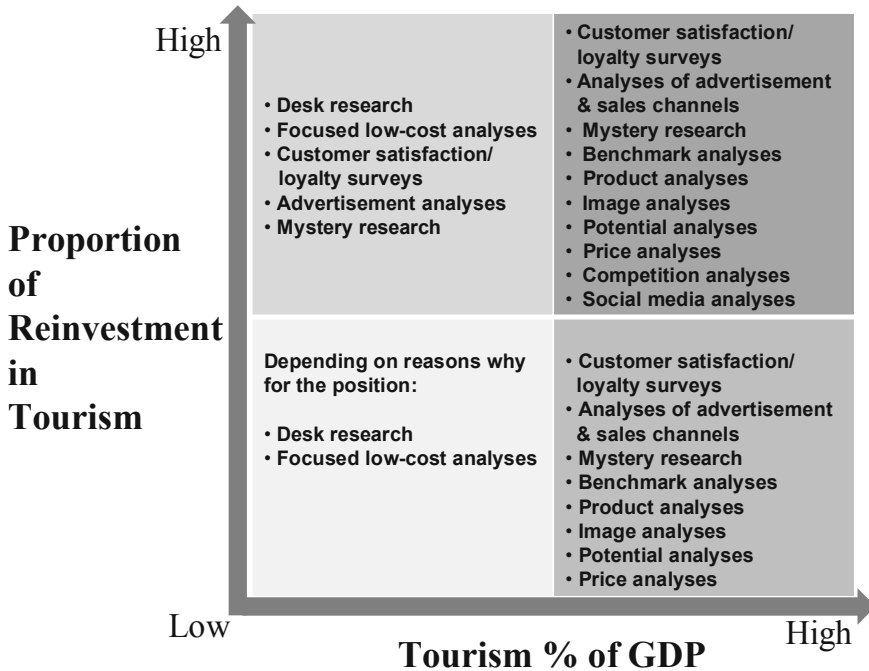 High
• Desk research
• Focused low-cost analyses
• Customer satisfaction/
loyalty surveys
• Advertisement analyses
• Mystery research
• Customer satisfaction/
loyalty surveys
• Analyses of advertisement
& sales channels
• Mystery research
• Benchmark analyses
• Product analyses
• Image analyses
• Potential analyses
• Price analyses
• Competition analyses
• Social media analyses
Proportion
of
Reinvestment
in
Tourism
Depending on reasons why
for the position:
• Desk research
• Focused low-cost analyses
• Customer satisfaction/
loyalty surveys
• Analyses of advertisement
& sales channels
• Mystery research
• Benchmark analyses
• Product analyses
• Image analyses
• Potential analyses
• Price analyses
Low
Tourism % of GDP
High